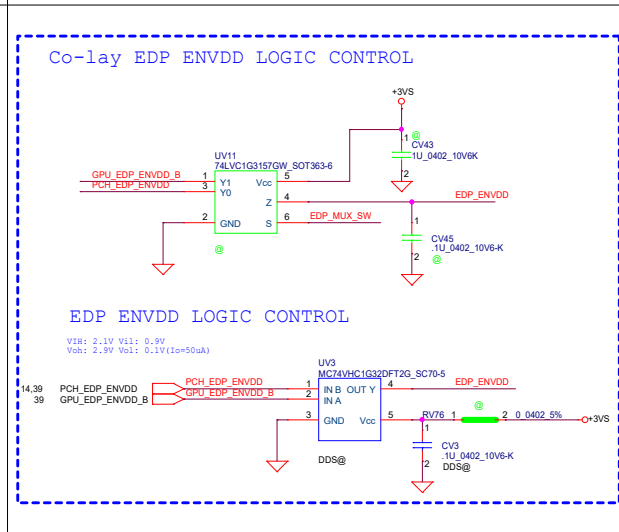 Co-lay EDP ENVDD LOGIC CONTROL
+3VS
@
1
CV43
1U_0402_10V6K
2
UV11
74LVC1G3157GW_SOT363-6
GPU_EDP_ENVDD_B 1 Y1 Vcc 5
PCH_EDP_ENVDD 3 Y0
Z 4 EDP_ENVDD
2 GND S 6 EDP_MUX_SW
@
1
CV45
.1U_0402_10V6-K
2 @
EDP ENVDD LOGIC CONTROL
VIH: 2.1V Vil: 0.9V
Voh: 2.9V Vol: 0.1V(Io=50uA)
UV3
MC74VHC1G32DFT2G_SC70-5
14,39 PCH_EDP_ENVDD PCH_EDP_ENVDD 1 IN B OUT Y 4 EDP_ENVDD
39 GPU_EDP_ENVDD_B GPU_EDP_ENVDD_B 2 IN A
@
3 GND Vcc 5 RV76 1 2 0_0402_5% +3VS
1
CV3
.1U_0402_10V6-K
2 DDS@
DDS@